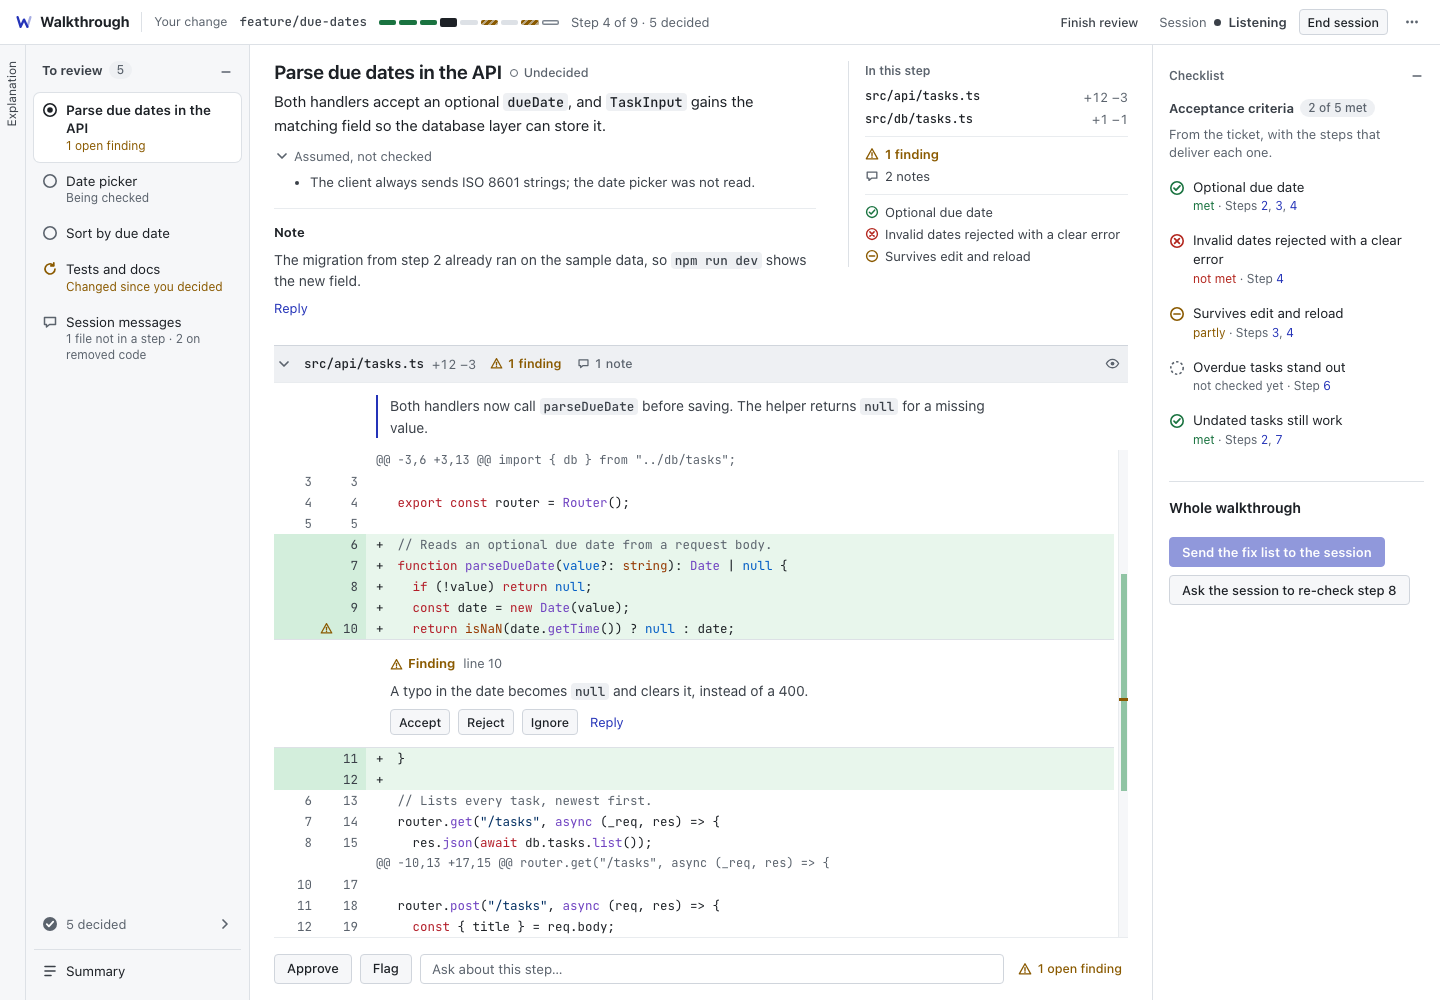 Walkthrough
Your change feature/due-dates
Step 4 of 9 · 5 decided
Finish review
Session Listening
End session
Explanation
To review 5
Parse due dates in the API
1 open finding
Date picker
Being checked
Sort by due date
Tests and docs
Changed since you decided
Session messages
1 file not in a step · 2 on
removed code
5 decided
Summary
Parse due dates in the API Undecided
Both handlers accept an optional dueDate, and TaskInput gains the
matching field so the database layer can store it.
Assumed, not checked
• The client always sends ISO 8601 strings; the date picker was not read.
Note
The migration from step 2 already ran on the sample data, so npm run dev shows
the new field.
Reply
In this step
src/api/tasks.ts +12 −3
src/db/tasks.ts +1 −1
1 finding
2 notes
Optional due date
Invalid dates rejected with a clear error
Survives edit and reload
src/api/tasks.ts +12 −3 1 finding 1 note
Both handlers now call parseDueDate before saving. The helper returns null for a missing
value.
@@ -3,6 +3,13 @@ import { db } from "../db/tasks";
3 3
4 4 export const router = Router();
5 5
6 + // Reads an optional due date from a request body.
7 + function parseDueDate(value?: string): Date | null {
8 + if (!value) return null;
9 + const date = new Date(value);
10 + return isNaN(date.getTime()) ? null : date;
Finding line 10
A typo in the date becomes null and clears it, instead of a 400.
Accept Reject Ignore Reply
11 + }
12 +
6 13 // Lists every task, newest first.
7 14 router.get("/tasks", async (_req, res) => {
8 15 res.json(await db.tasks.list());
@@ -10,13 +17,15 @@ router.get("/tasks", async (_req, res) => {
10 17
11 18 router.post("/tasks", async (req, res) => {
12 19 const { title } = req.body;
Approve Flag Ask about this step… 1 open finding
Checklist
Acceptance criteria 2 of 5 met
From the ticket, with the steps that
deliver each one.
Optional due date
met · Steps 2, 3, 4
Invalid dates rejected with a clear
error
not met · Step 4
Survives edit and reload
partly · Steps 3, 4
Overdue tasks stand out
not checked yet · Step 6
Undated tasks still work
met · Steps 2, 7
Whole walkthrough
Send the fix list to the session
Ask the session to re-check step 8